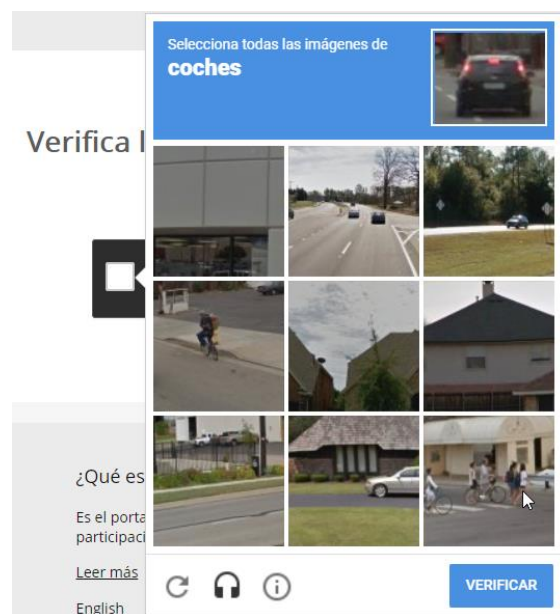 Selecciona todas las imágenes de
coches
Verifica l
¿Qué es
Es el porta
participaci
Leer más
English
VERIFICAR